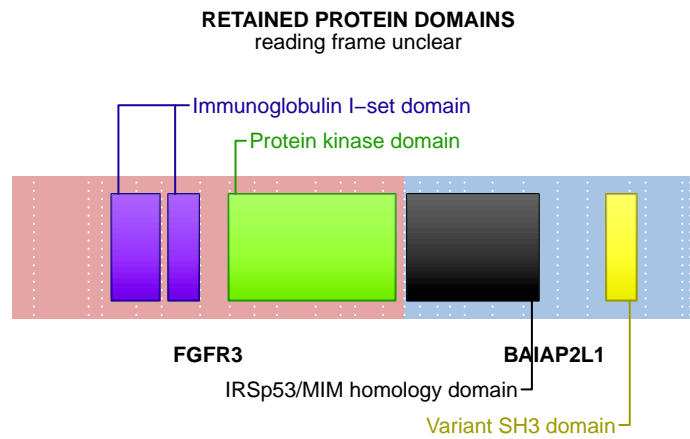 RETAINED PROTEIN DOMAINS
reading frame unclear
Immunoglobulin I−set domain
Protein kinase domain
FGFR3
BAIAP2L1
IRSp53/MIM homology domain
Variant SH3 domain